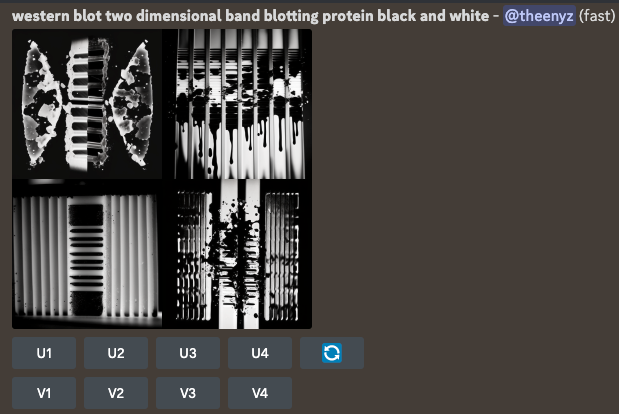 western blot two dimensional band blotting protein black and white - @theenyz (fast)
U1 U2 U3 U4
V1 V2 V3 V4